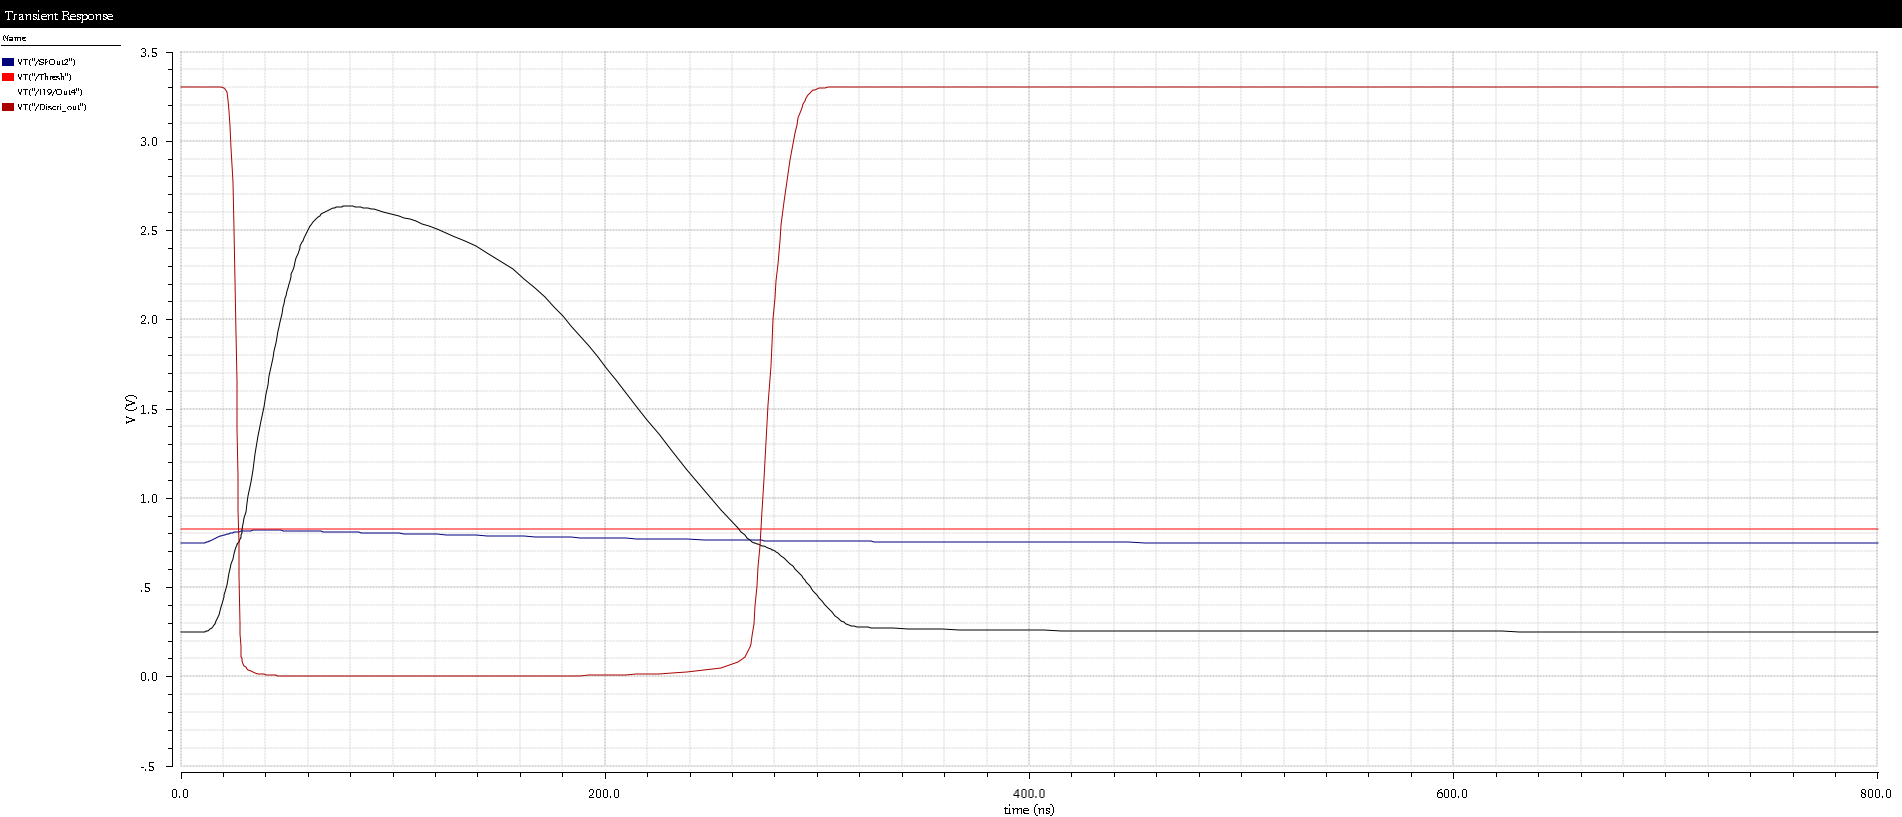 Transient Response
Name
VT("/SFOut2")
VT("/Thresh")
VT("/I19/Out4")
VT("/Discri_out")
3.5
3.0
2.5
2.0
1.5
1.0
.5
0.0
-.5
V (V)
0.0 200.0 400.0 600.0 800.0
time (ns)